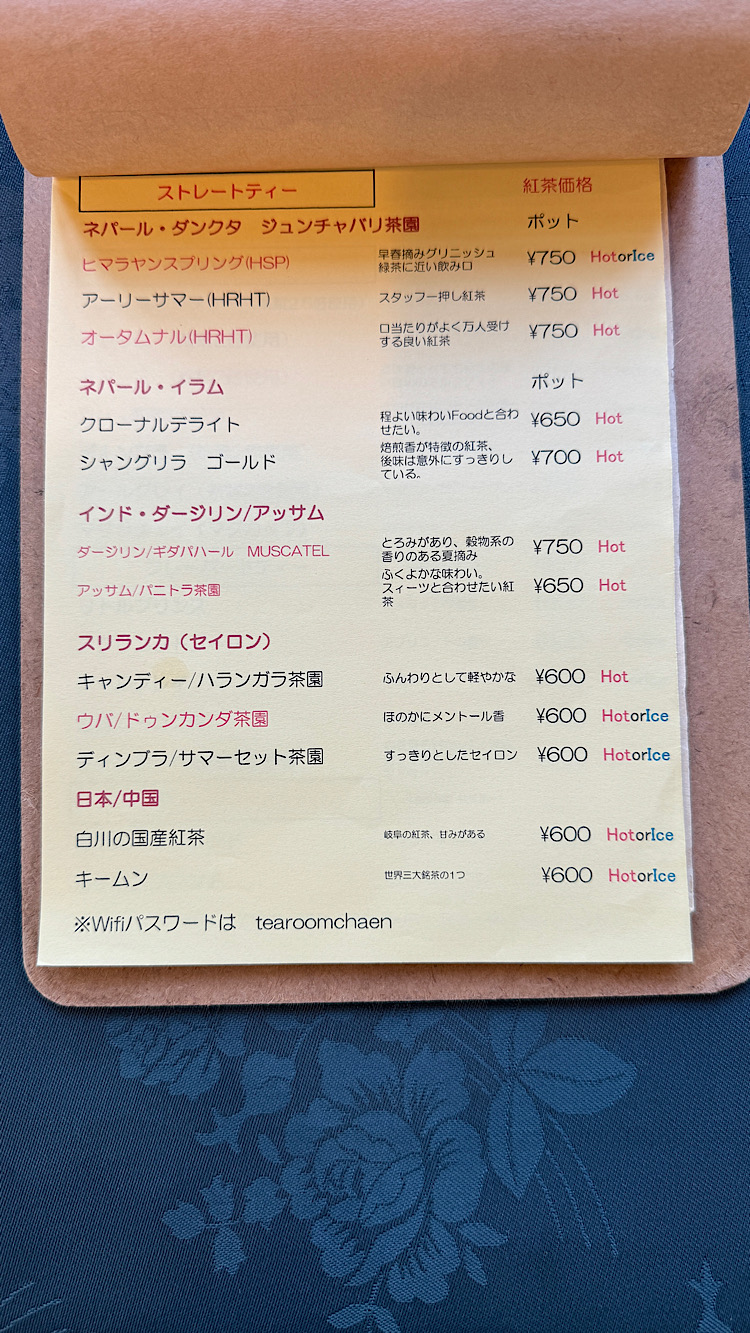 ストレートティー 紅茶価格
ネパール・ダンクタ ジュンチャバリ茶園 ポット
ヒマラヤンスプリング(HSP) 早春摘みグリニッシュ ¥750 HotorIce
緑茶に近い飲み口
アーリーサマー(HRHT) スタッフ一押し紅茶 ¥750 Hot
オータムナル(HRHT) 口当たりがよく万人受け ¥750 Hot
する良い紅茶
ネパール・イラム ポット
クローナルデライト 程よい味わいFoodと合わ ¥650 Hot
せたい。
シャングリラ ゴールド 焙煎香が特徴の紅茶、 ¥700 Hot
後味は意外にすっきりし
ている。
インド・ダージリン/アッサム
ダージリン/ギダパハール MUSCATEL とろみがあり、穀物系の ¥750 Hot
香りのある夏摘み
アッサム/パニトラ茶園 ふくよかな味わい。 ¥650 Hot
スィーツと合わせたい紅
茶
スリランカ（セイロン）
キャンディー/ハランガラ茶園 ふんわりとして軽やかな ¥600 Hot
ウパ/ドゥンカンダ茶園 ほのかにメントール香 ¥600 HotorIce
ディンブラ/サマーセット茶園 すっきりとしたセイロン ¥600 HotorIce
日本/中国
白川の国産紅茶 岐阜の紅茶、甘みがある ¥600 HotorIce
キームン 世界三大銘茶の1つ ¥600 HotorIce
※Wifiパスワードは tearoomchaen